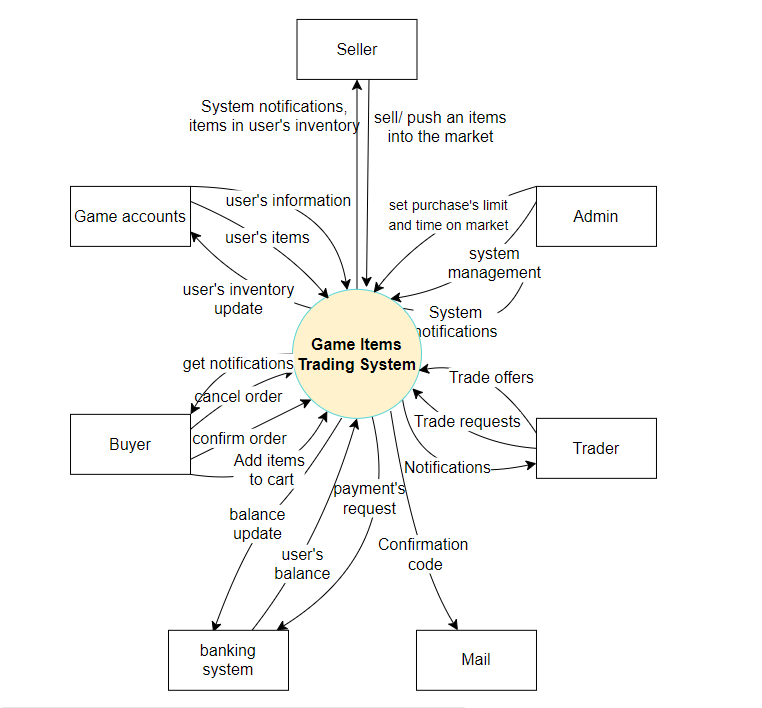 Seller
System notifications,
items in user's inventory
sell/ push an items
into the market
Game accounts
user's information
user's items
user's inventory
update
set purchase's limit
and time on market
Admin
system
management
System
notifications
Game Items
Trading System
get notifications
cancel order
Buyer
confirm order
Add items
to cart
Trade offers
Trade requests
Trader
Notifications
balance
update
user's
balance
payment's
request
Confirmation
code
banking
system
Mail